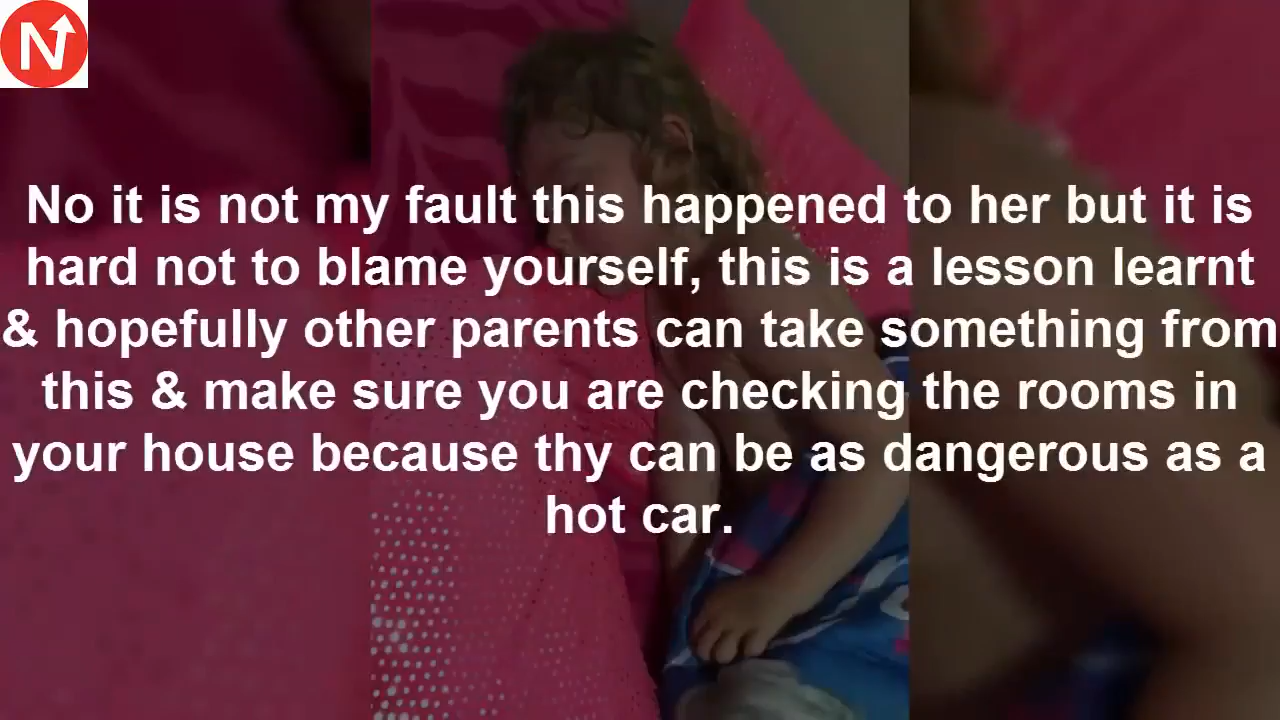 N
No it is not my fault this happened to her but it is
hard not to blame yourself, this is a lesson learnt
& hopefully other parents can take something from
this & make sure you are checking the rooms in
your house because thy can be as dangerous as a
hot car.